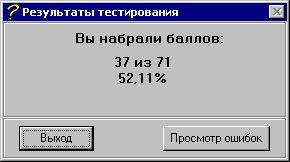 Результаты тестирования
Вы набрали баллов:
37 из 71
52,11%
Выход
Просмотр ошибок